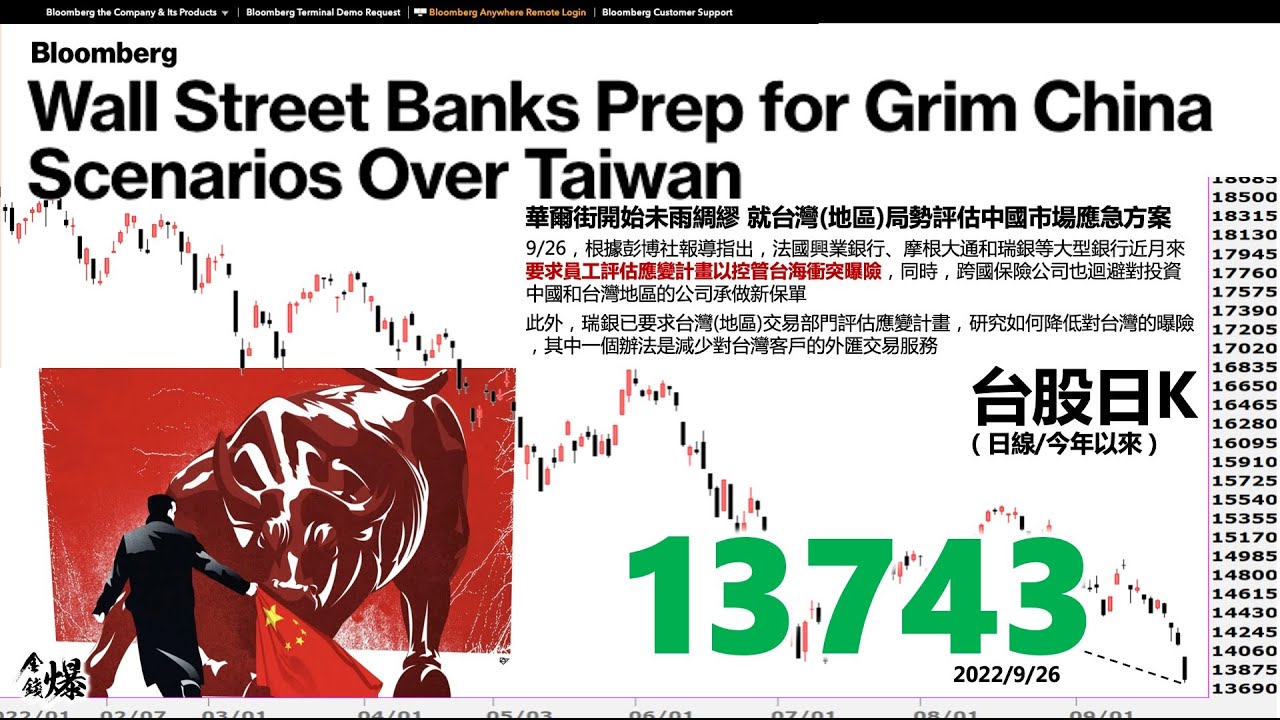 Bloomberg the Company & Its Products
Bloomberg Terminal Demo Request
Bloomberg Anywhere Remote Login
Bloomberg Customer Support
Bloomberg
Wall Street Banks Prep for Grim China
Scenarios Over Taiwan
華爾街開始未雨綢繆 就台灣(地區)局勢評估中國市場應急方案
9/26，根據彭博社報導指出，法國興業銀行、摩根大通和瑞銀等大型銀行近月來
要求員工評估應變計畫以控管台海衝突曝險，同時，跨國保險公司也迴避對投資
中國和台灣地區的公司承做新保單
此外，瑞銀已要求台灣(地區)交易部門評估應變計畫，研究如何降低對台灣的曝險
，其中一個辦法是減少對台灣客戶的外匯交易服務
台股日K
( 日線/今年以來 )
13743
2022/9/26
18685
18500
18315
18130
17945
17760
17575
17390
17205
17020
16835
16650
16465
16280
16095
15910
15725
15540
15355
15170
14985
14800
14615
14430
14245
14060
13875
13690
金錢爆
022/01
02/07
03/01
04/01
05/03
06/01
07/01
08/01
09/01